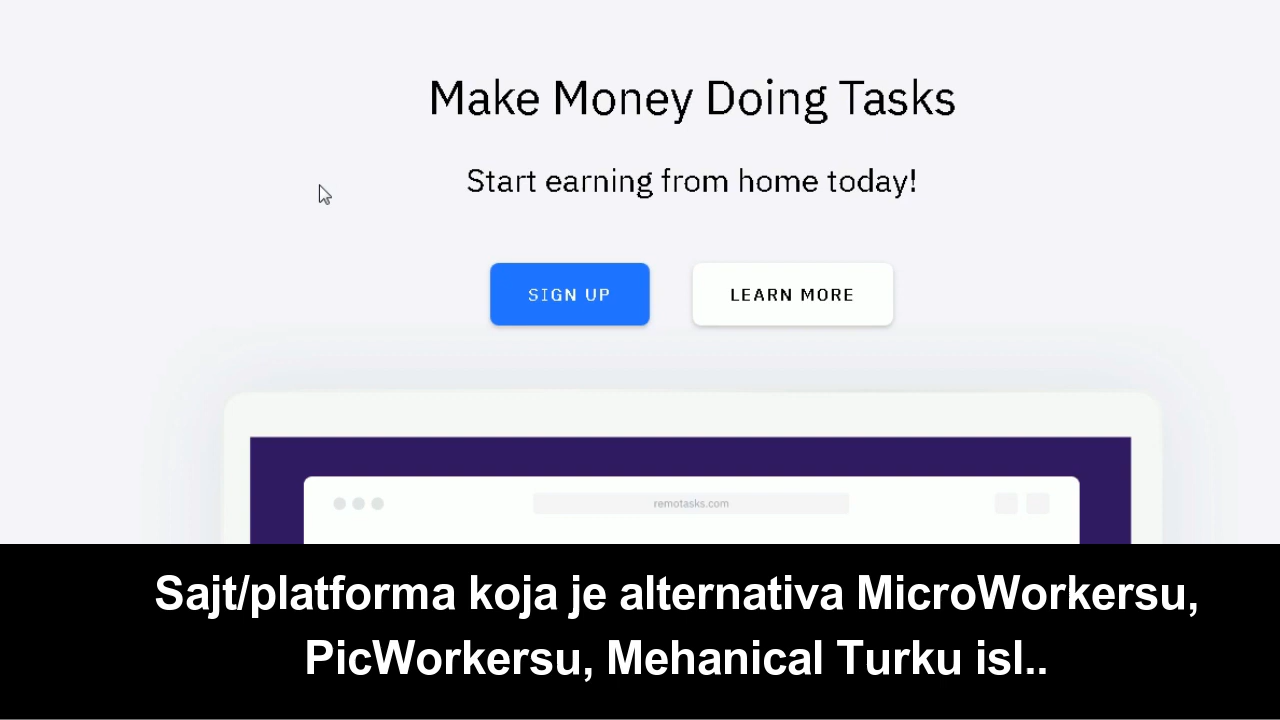 Make Money Doing Tasks
Start earning from home today!
SIGN UP
LEARN MORE
remotasks.com
Sajt/platforma koja je alternativa MicroWorkersu,
PicWorkersu, Mehanical Turku isl..